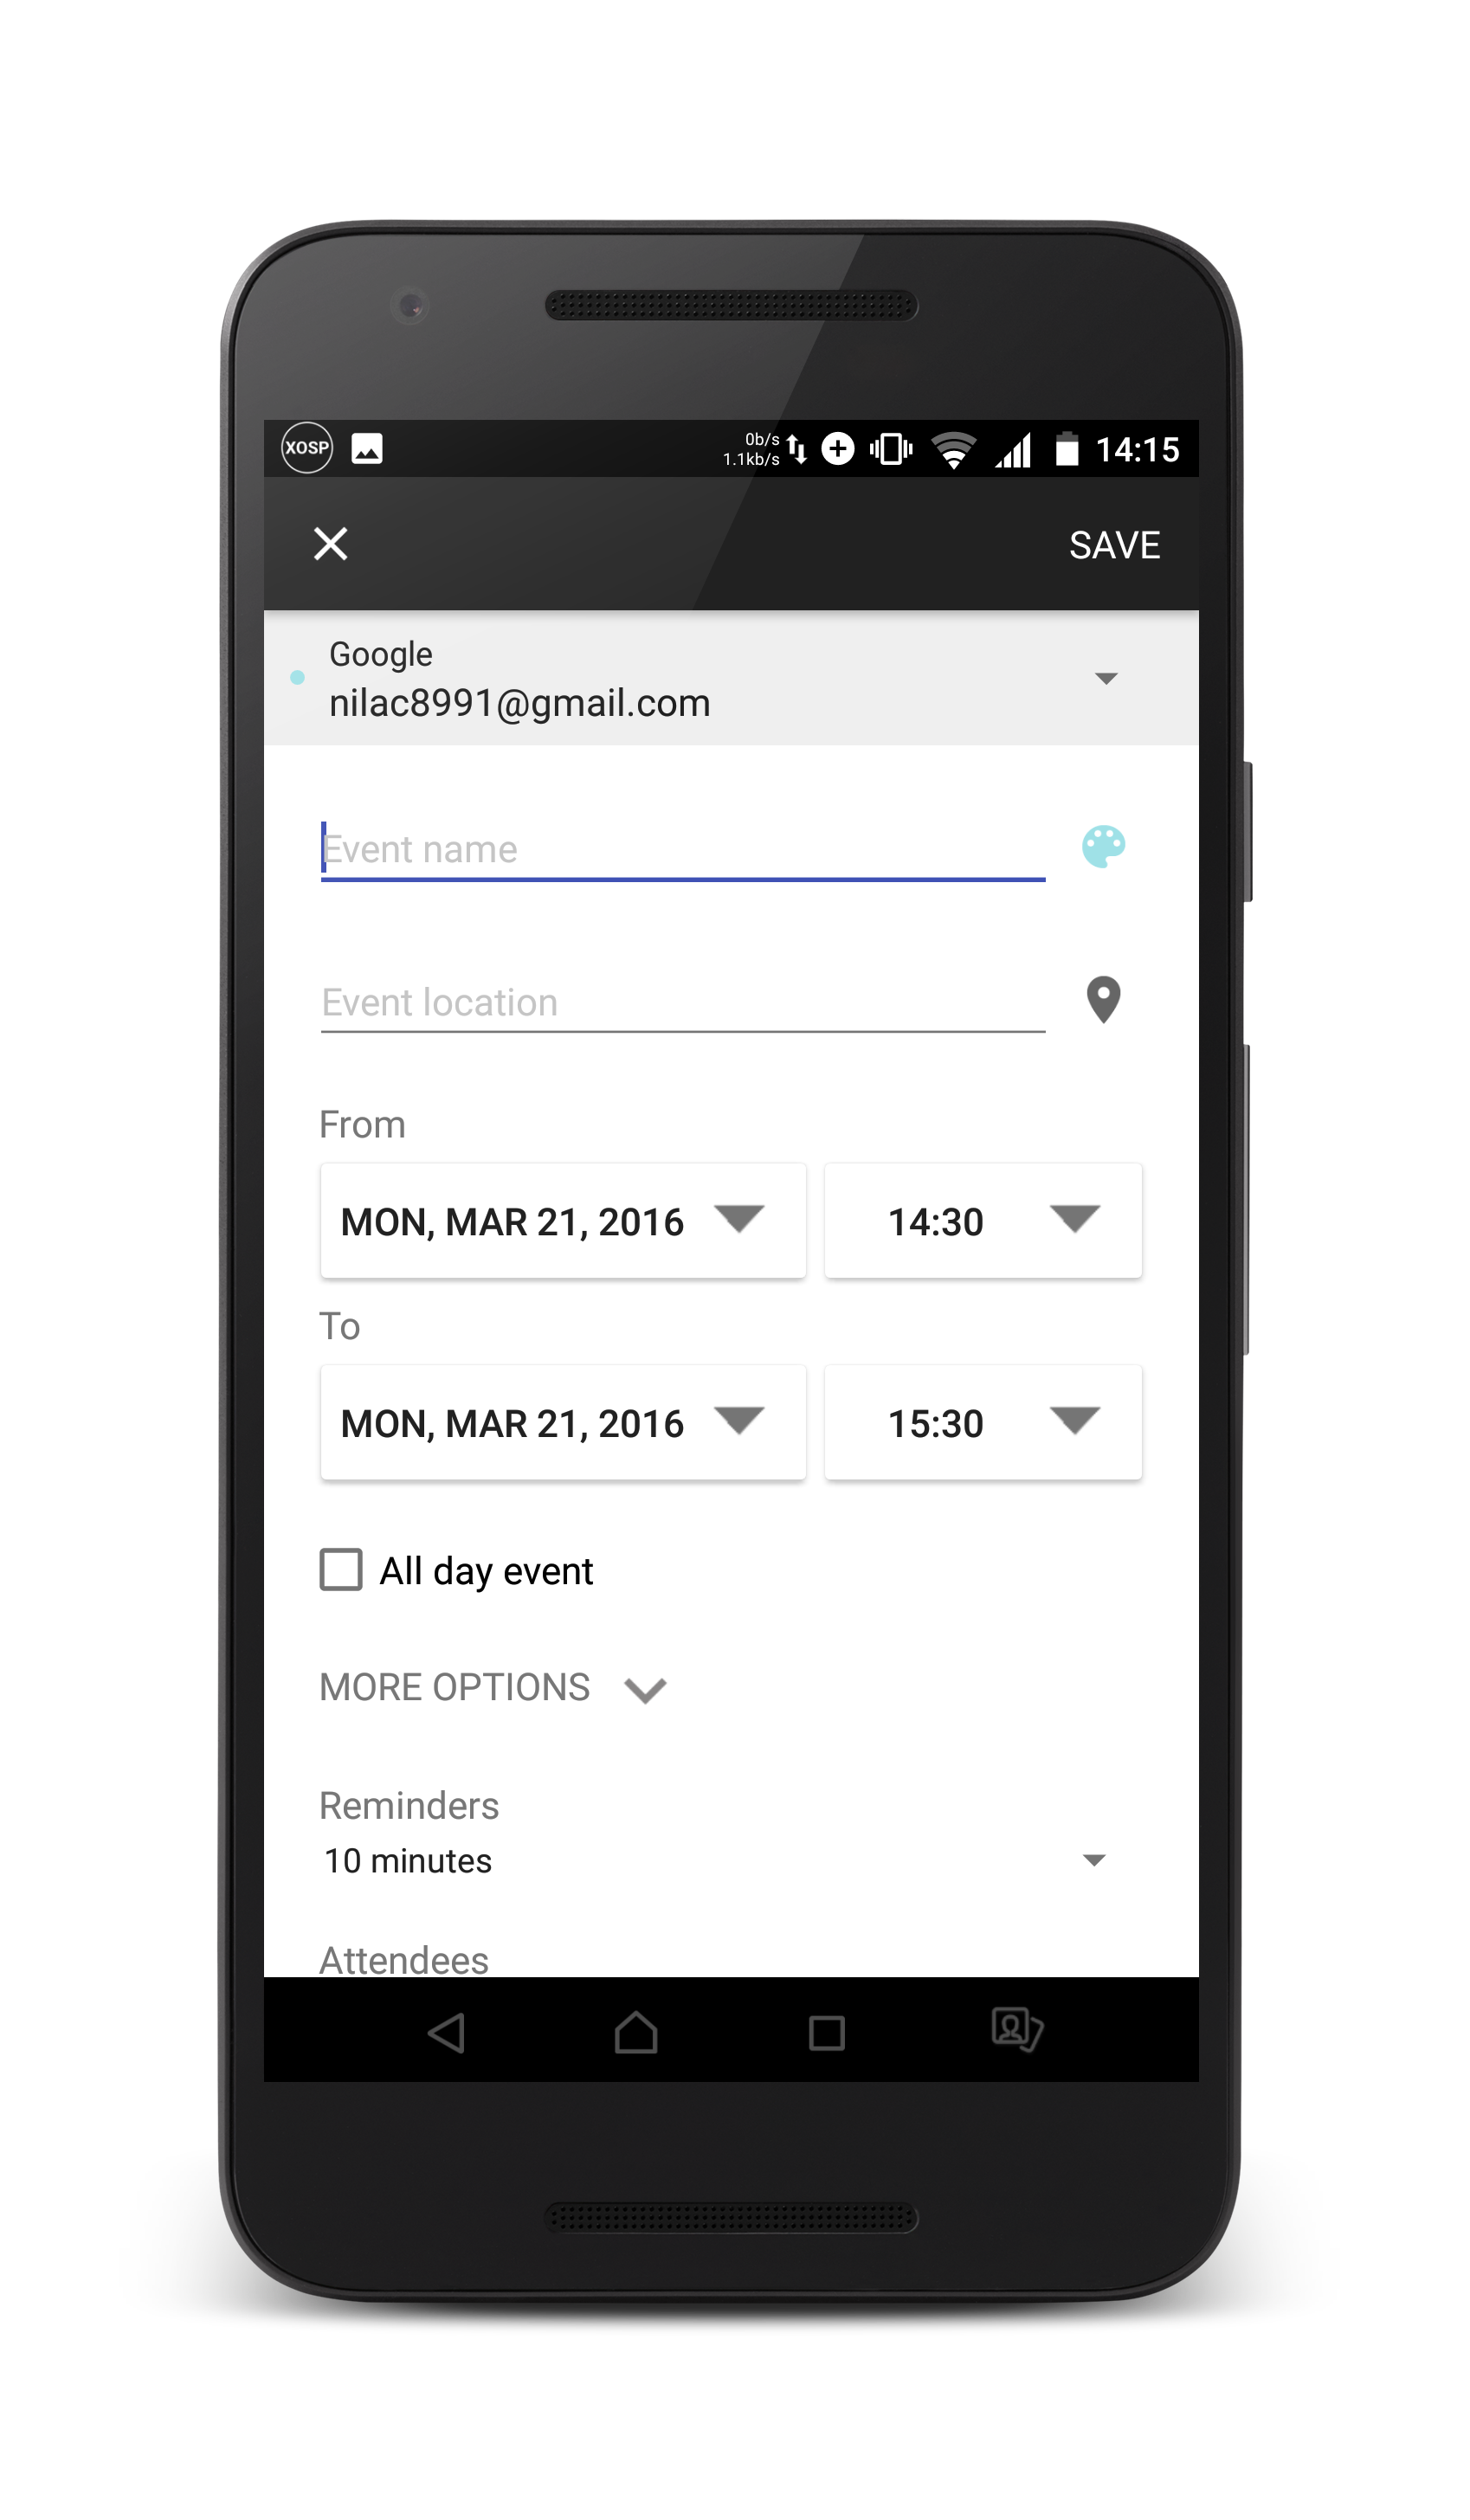 XOSP
0b/s
1.1kb/s
14:15
SAVE
Google
nilac8991@gmail.com
Event name
Event location
From
MON, MAR 21, 2016 14:30
To
MON, MAR 21, 2016 15:30
All day event
MORE OPTIONS
Reminders
10 minutes
Attendees